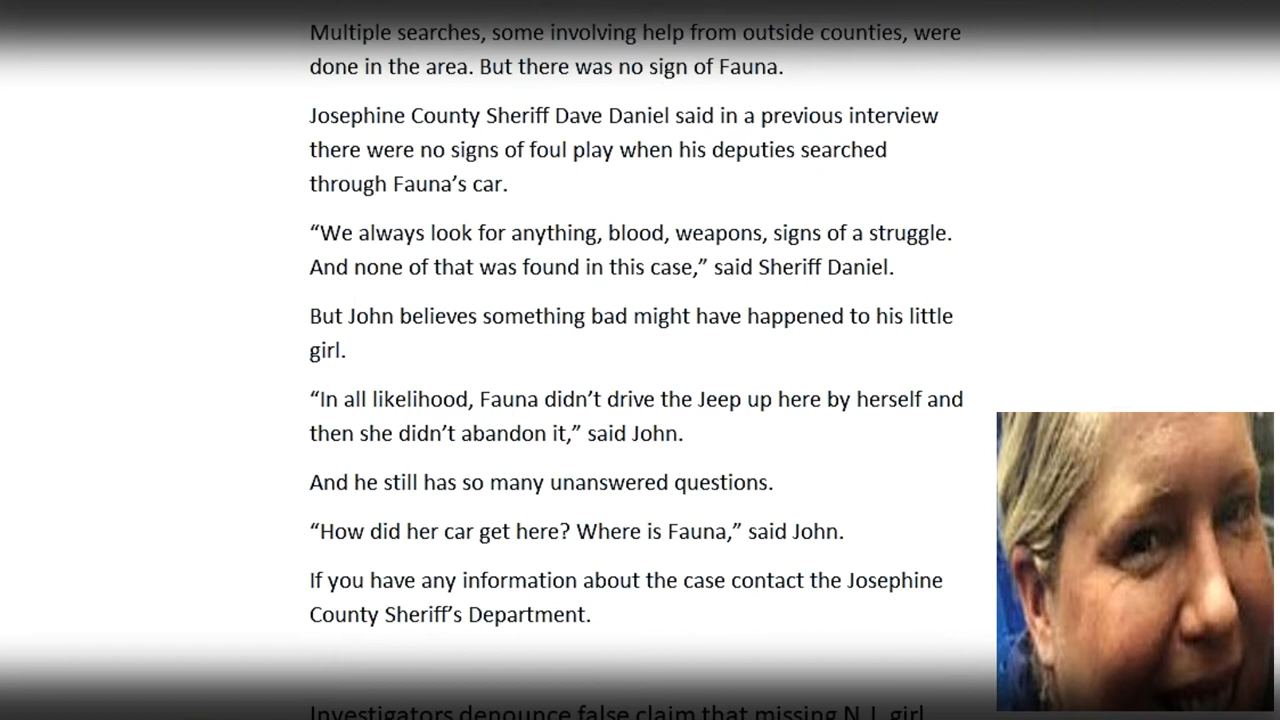 Multiple searches, some involving help from outside counties, were
done in the area. But there was no sign of Fauna.
Josephine County Sheriff Dave Daniel said in a previous interview
there were no signs of foul play when his deputies searched
through Fauna’s car.
“We always look for anything, blood, weapons, signs of a struggle.
And none of that was found in this case,” said Sheriff Daniel.
But John believes something bad might have happened to his little
girl.
“In all likelihood, Fauna didn’t drive the Jeep up here by herself and
then she didn’t abandon it,” said John.
And he still has so many unanswered questions.
“How did her car get here? Where is Fauna,” said John.
If you have any information about the case contact the Josephine
County Sheriff’s Department.
Investigators denounce false claim that missing N.J. girl